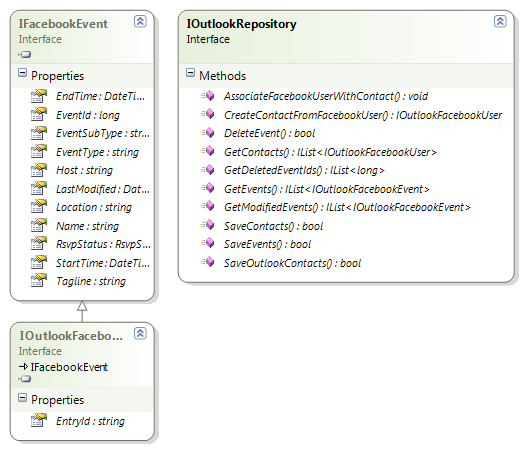 IFacebookEvent
Interface
Properties
EndTime : DateTi...
EventId : long
EventSubType : str...
EventType : string
Host : string
LastModified : Dat...
Location : string
Name : string
RsvpStatus : RsvpS...
StartTime : DateTi...
Tagline : string
IOutlookFacebo...
Interface
IFacebookEvent
Properties
EntryId : string
IOutlookRepository
Interface
Methods
AssociateFacebookUserWithContact() : void
CreateContactFromFacebookUser() : IOutlookFacebookUser
DeleteEvent() : bool
GetContacts() : IList<IOutlookFacebookUser>
GetDeletedEventIds() : IList<long>
GetEvents() : IList<IOutlookFacebookEvent>
GetModifiedEvents() : IList<IOutlookFacebookEvent>
SaveContacts() : bool
SaveEvents() : bool
SaveOutlookContacts() : bool